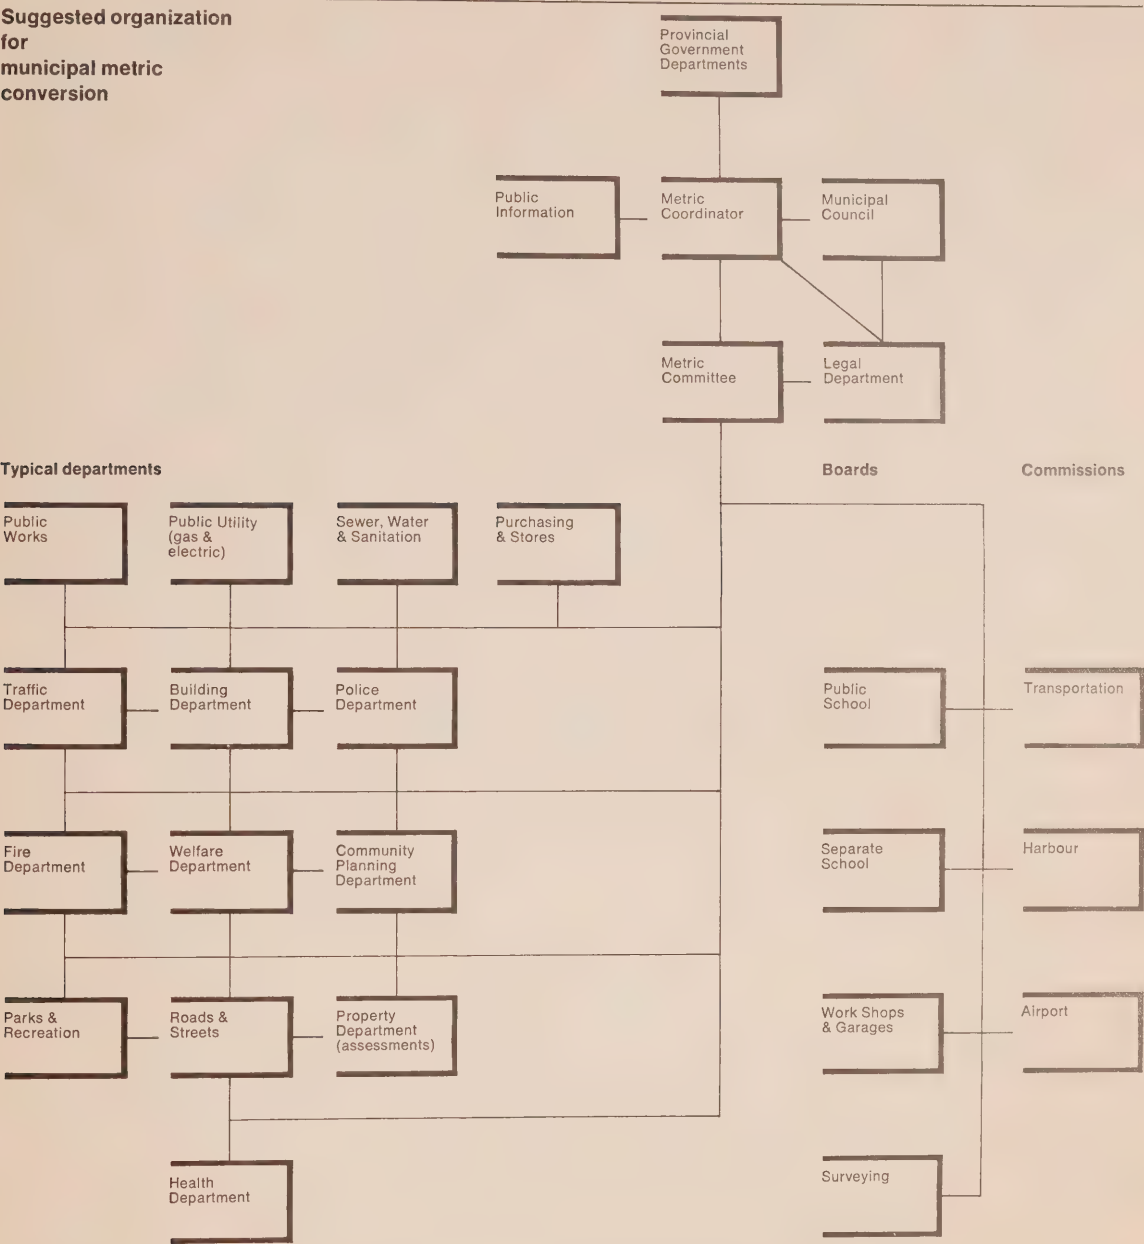 Suggested organization
for
municipal metric
conversion
Provincial
Government
Departments
Public
Information
Metric
Coordinator
Municipal
Council
Metric
Committee
Legal
Department
Typical departments
Boards
Commissions
Public
Works
Public Utility
(gas &
electric)
Sewer, Water
& Sanitation
Purchasing
& Stores
Traffic
Department
Building
Department
Police
Department
Public
School
Transportation
Fire
Department
Welfare
Department
Community
Planning
Department
Separate
School
Harbour
Parks &
Recreation
Roads &
Streets
Property
Department
(assessments)
Work Shops
& Garages
Airport
Health
Department
Surveying